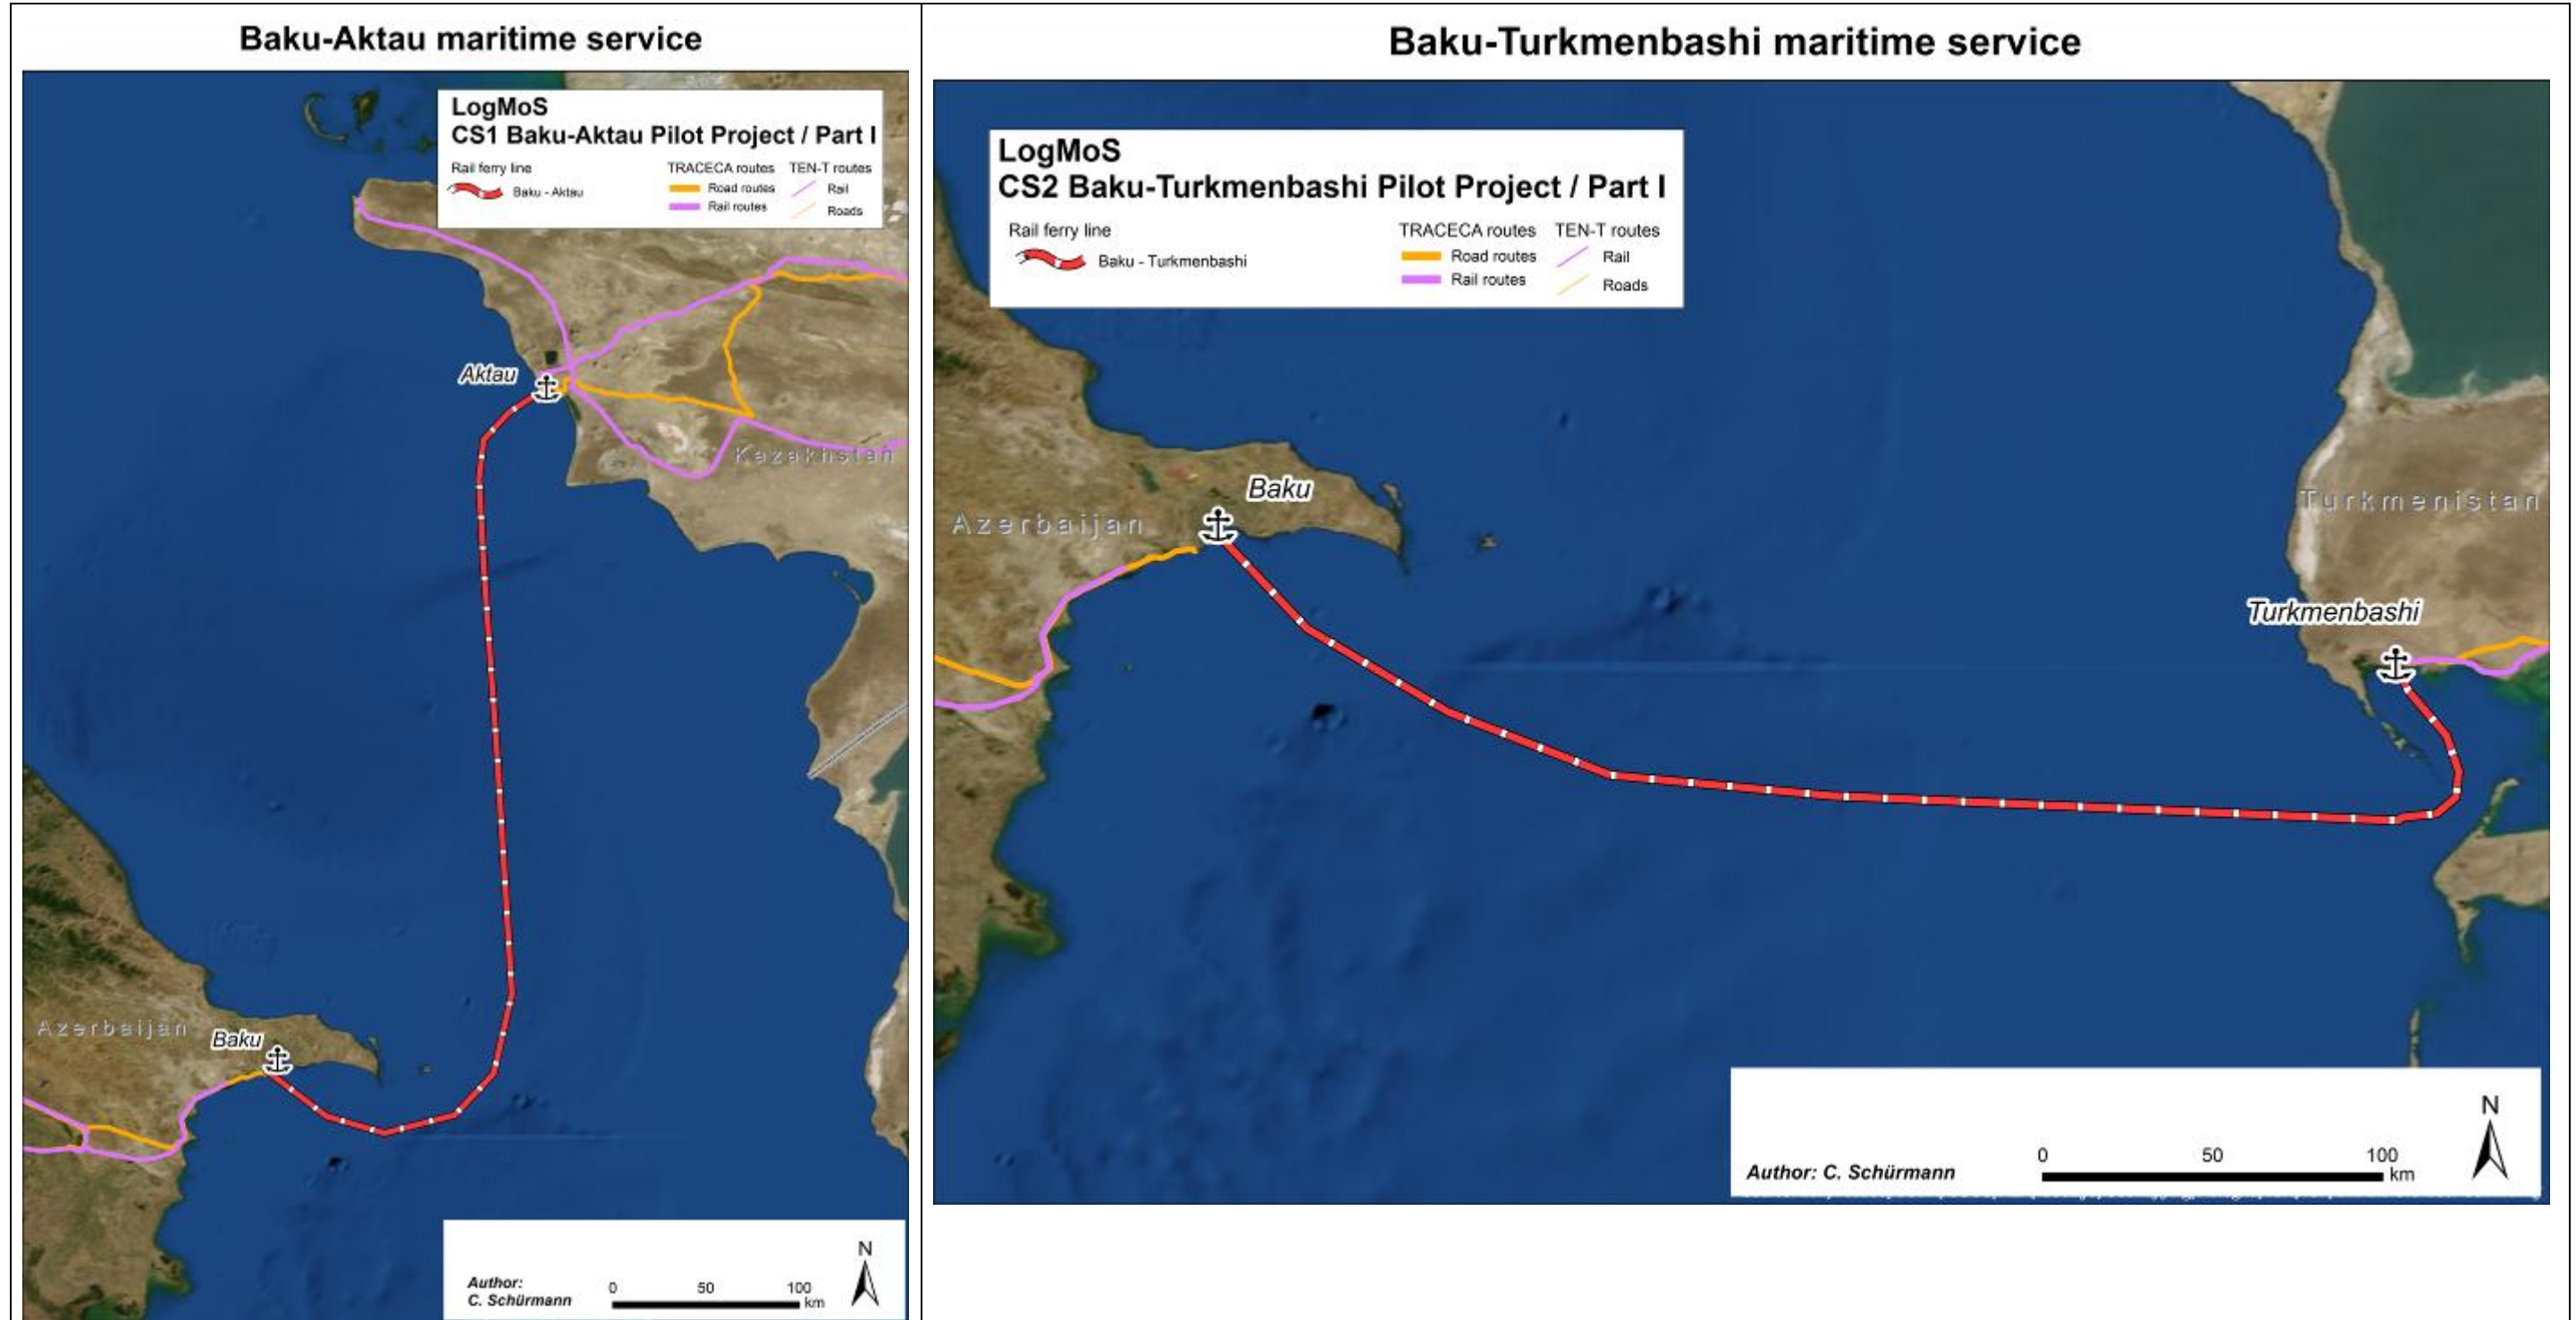 Baku-Aktau maritime service
LogMoS
CS1 Baku-Aktau Pilot Project / Part I
Rail ferry line
TRACECA routes
TEN-T routes
Baku - Aktau
Road routes
Rail
Rail routes
Roads
Aktau
Kazakhstan
Azerbaijan
Baku
Author:
C. Schürmann
0 50 100
km
N
Baku-Turkmenbashi maritime service
LogMoS
CS2 Baku-Turkmenbashi Pilot Project / Part I
Rail ferry line
TRACECA routes
TEN-T routes
Baku - Turkmenbashi
Road routes
Rail
Rail routes
Roads
Baku
Azerbaijan
Turkmenistan
Turkmenbashi
Author: C. Schürmann
0 50 100
km
N